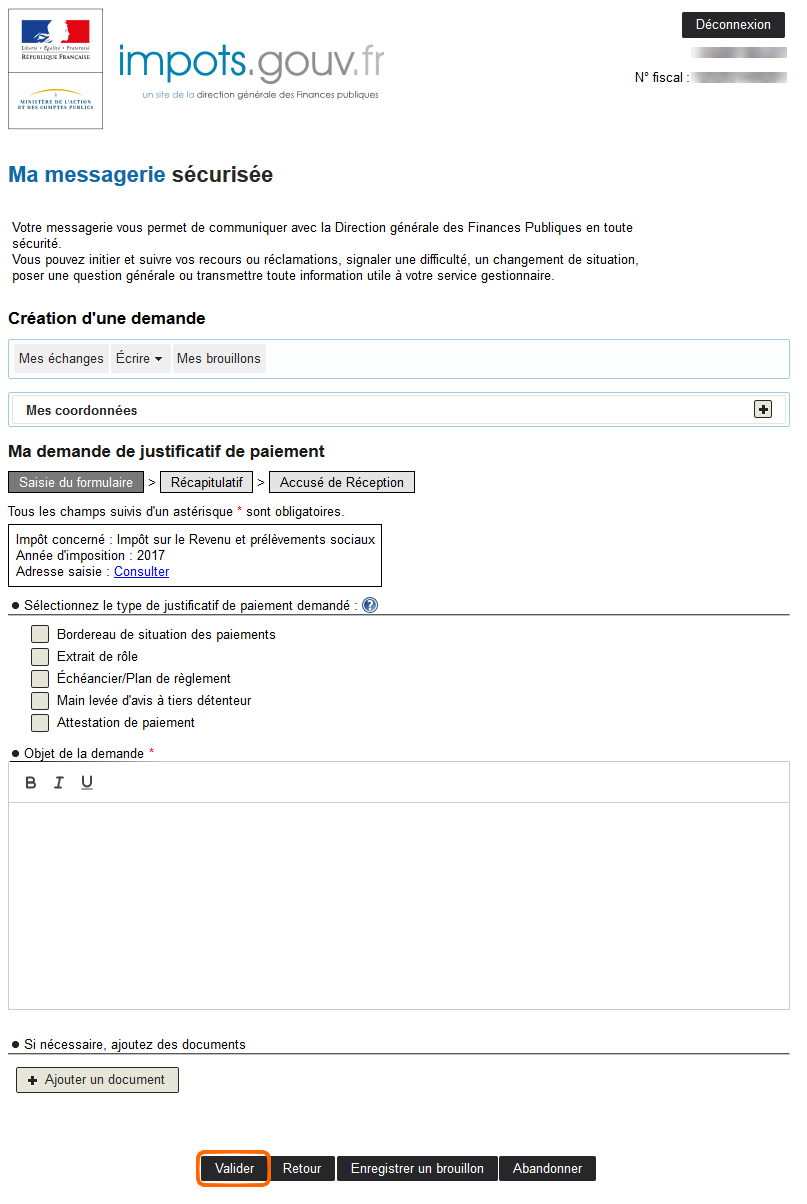 Déconnexion
Liberté • Égalité • Fraternité
RÉPUBLIQUE FRANÇAISE
impots.gouv.fr
N° fiscal :
MINISTÈRE DE L'ACTION
ET DES COMPTES PUBLICS
un site de la direction générale des Finances publiques
Ma messagerie sécurisée
Votre messagerie vous permet de communiquer avec la Direction générale des Finances Publiques en toute
sécurité.
Vous pouvez initier et suivre vos recours ou réclamations, signaler une difficulté, un changement de situation,
poser une question générale ou transmettre toute information utile à votre service gestionnaire.
Création d'une demande
Mes échanges Écrire Mes brouillons
Mes coordonnées
Ma demande de justificatif de paiement
Saisie du formulaire > Récapitulatif > Accusé de Réception
Tous les champs suivis d'un astérisque * sont obligatoires.
Impôt concerné : Impôt sur le Revenu et prélèvements sociaux
Année d'imposition : 2017
Adresse saisie : Consulter
● Sélectionnez le type de justificatif de paiement demandé : ?
Bordereau de situation des paiements
Extrait de rôle
Échéancier/Plan de règlement
Main levée d'avis à tiers détenteur
Attestation de paiement
● Objet de la demande *
B I U
● Si nécessaire, ajoutez des documents
+ Ajouter un document
Valider Retour Enregistrer un brouillon Abandonner